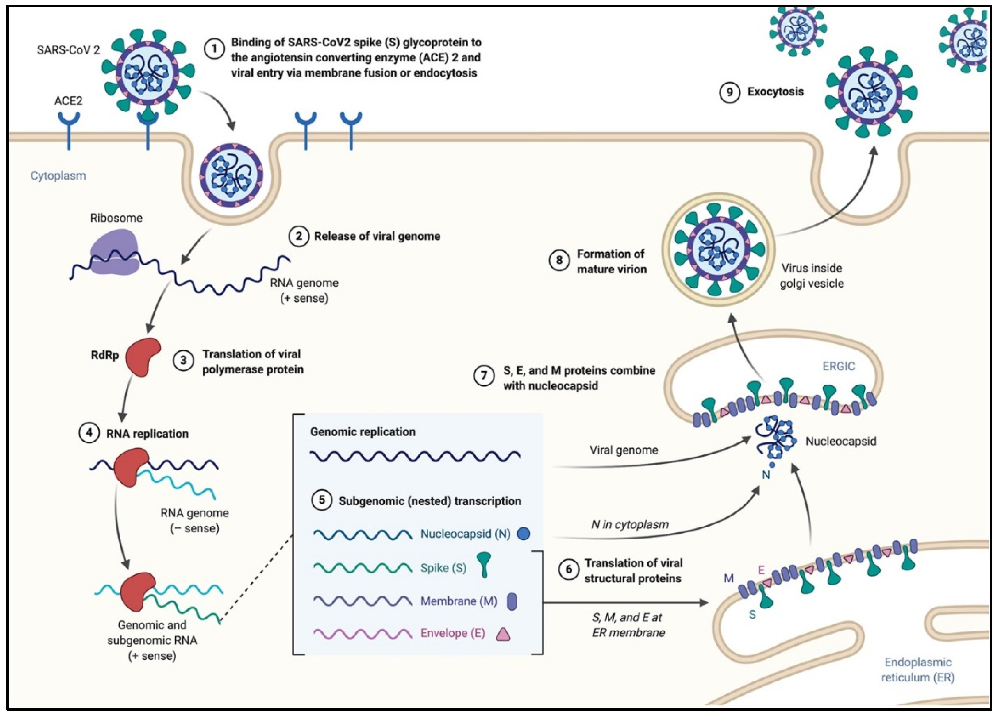 SARS-CoV 2
1
Binding of SARS-CoV2 spike (S) glycoprotein to
the angiotensin converting enzyme (ACE) 2 and
viral entry via membrane fusion or endocytosis
ACE2
9
Exocytosis
Cytoplasm
Ribosome
2
Release of viral genome
RNA genome
(+ sense)
8
Formation of
mature virion
Virus inside
golgi vesicle
RdRp
3
Translation of viral
polymerase protein
7
S, E, and M proteins combine
with nucleocapsid
ERGIC
4
RNA replication
Genomic replication
Viral genome
Nucleocapsid
N
RNA genome
(– sense)
5
Subgenomic (nested) transcription
N in cytoplasm
Nucleocapsid (N)
Spike (S)
Membrane (M)
Envelope (E)
6
Translation of viral
structural proteins
S, M, and E at
ER membrane
M
E
S
Genomic and
subgenomic RNA
(+ sense)
Endoplasmic
reticulum (ER)